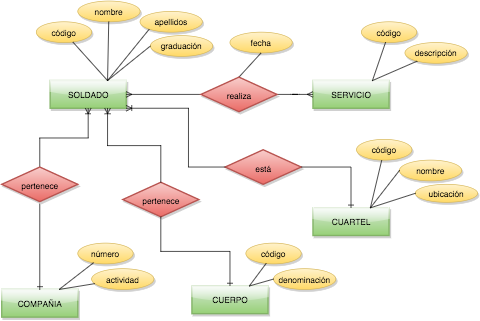 nombre
apellidos
código
graduación
fecha
código
descripción
SOLDADO
realiza
SERVICIO
código
nombre
ubicación
está
pertenece
pertenece
CUARTEL
número
actividad
código
denominación
COMPAÑIA
CUERPO